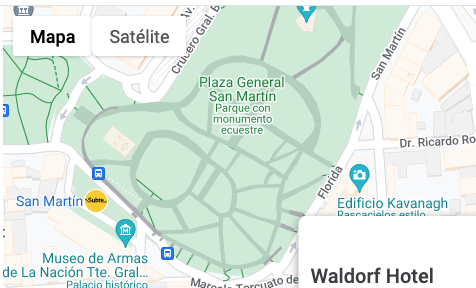 Mapa
Satélite
Crucero Gral. B
San Martín
Plaza General
San Martín
Parque con
monumento
ecuestre
Dr. Ricardo Ro
Florida
San Martín
Subte..
Edificio Kavanagh
Rascacielos estilo
Museo de Armas
de La Nación Tte. Gral...
Palacio histórico
Marcelo Torcuato de
Waldorf Hotel